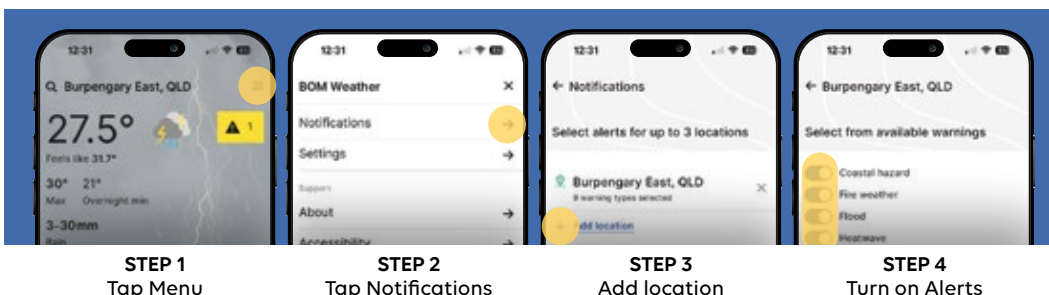 12:31
Burpengary East, QLD
27.5°
1
Feels like 31.7°
30° 21°
Max Overnight min
3-30mm
Rain
STEP 1
Tap Menu
12:31
BOM Weather
Notifications
Settings
Support
About
Accessibility
STEP 2
Tap Notifications
12:31
Notifications
Select alerts for up to 3 locations
Burpengary East, QLD
9 warning types selected
Add location
STEP 3
Add location
12:31
Burpengary East, QLD
Select from available warnings
Coastal hazard
Fire weather
Flood
Heatwave
STEP 4
Turn on Alerts